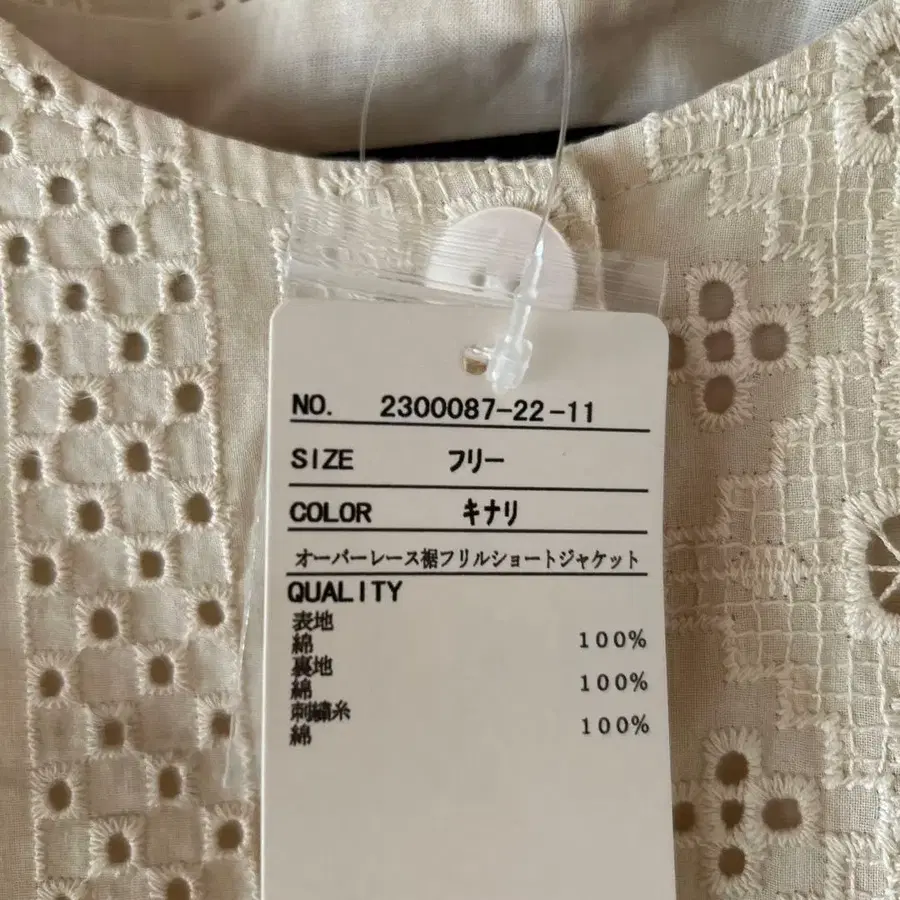 NO. 2300087-22-11
SIZE フリー
COLOR キナリ
オーバーレース裾フリルショートジャケット
QUALITY
表地
綿 100%
裏地
綿 100%
刺繍糸
綿 100%